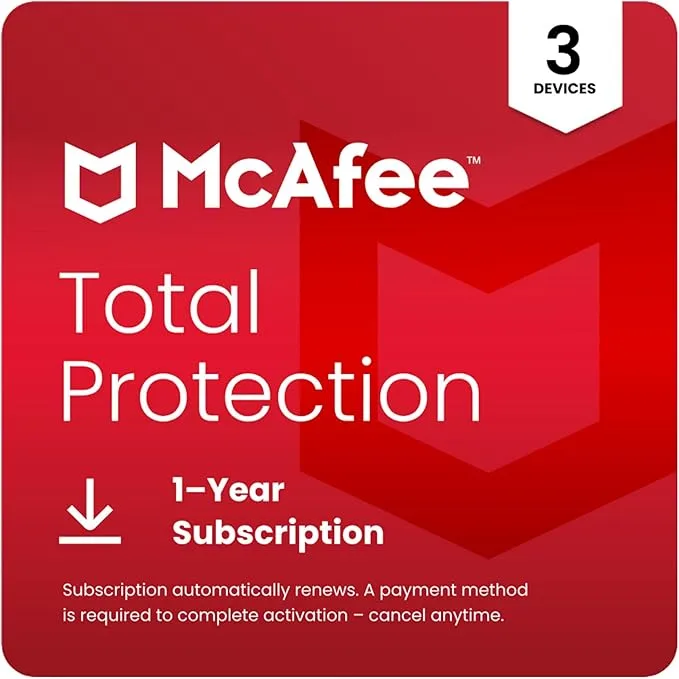 3
DEVICES
McAfee™
Total
Protection
1–Year
Subscription
Subscription automatically renews. A payment method
is required to complete activation – cancel anytime.